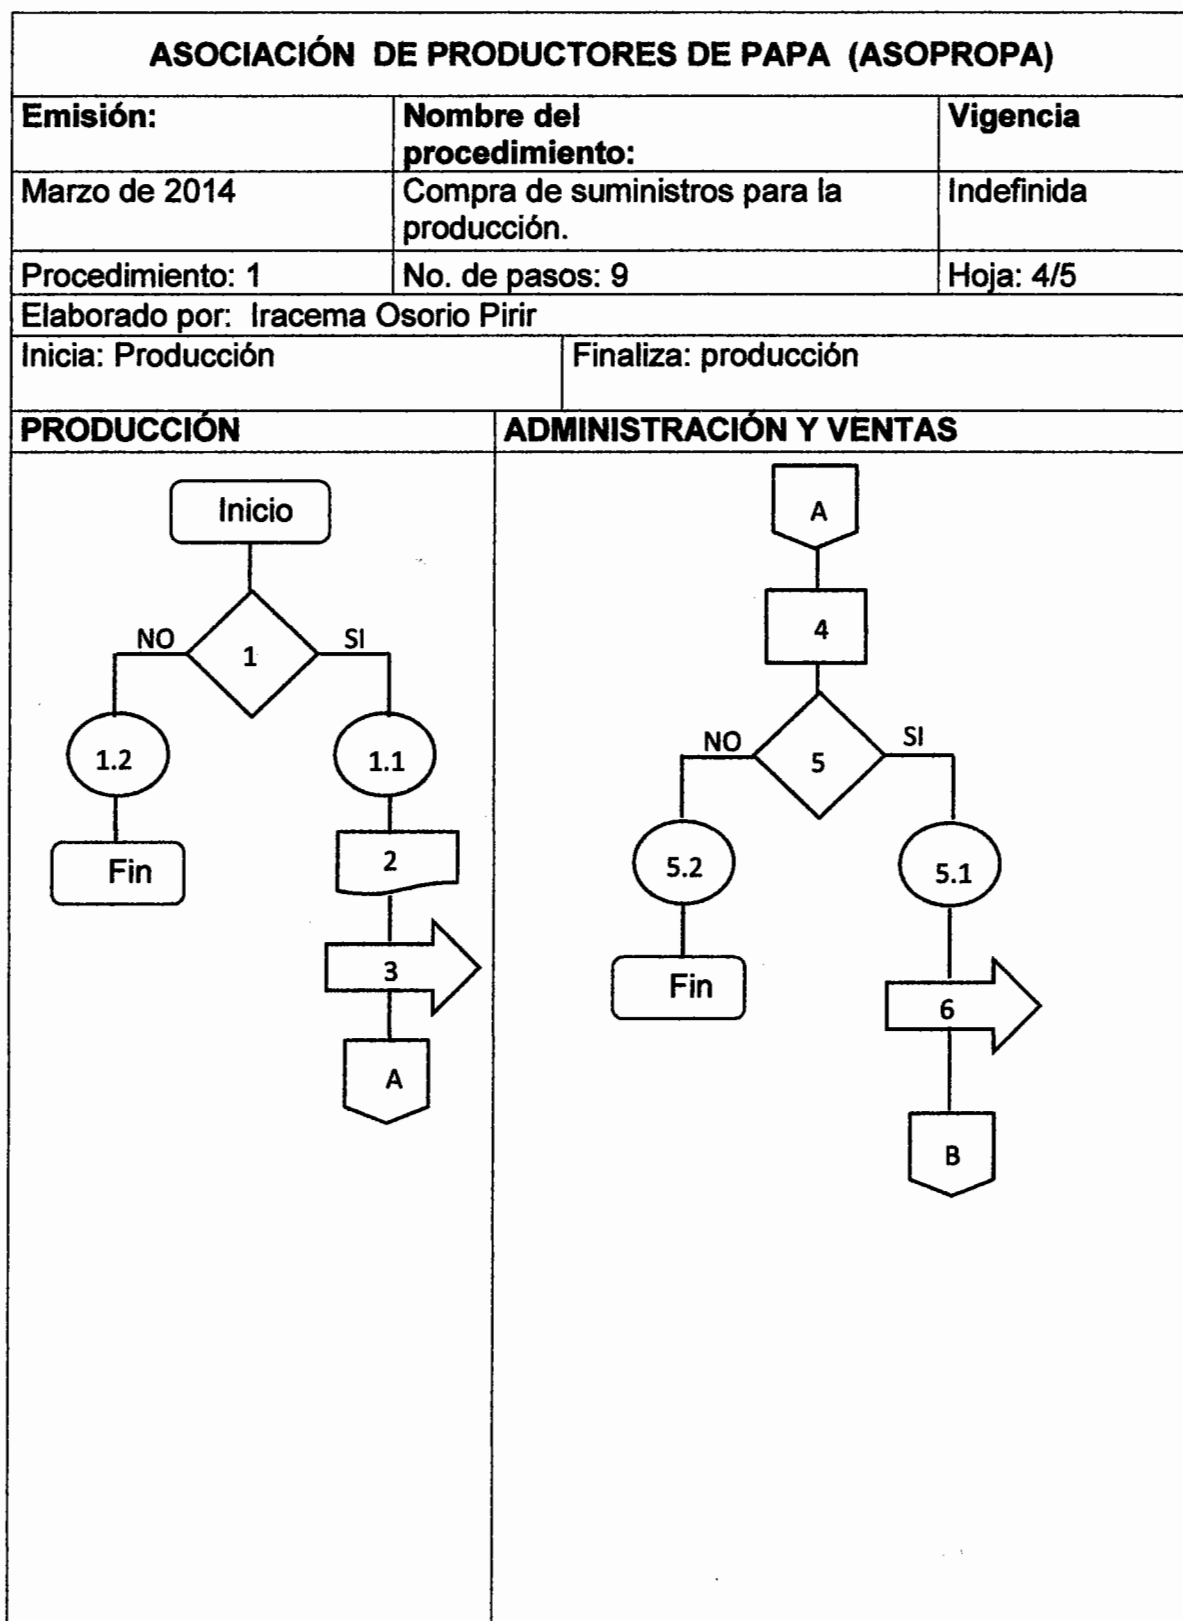 ASOCIACIÓN DE PRODUCTORES DE PAPA (ASOPROPA)
Emisión:
Nombre del
procedimiento:
Vigencia
Marzo de 2014
Compra de suministros para la
producción.
Indefinida
Procedimiento: 1
No. de pasos: 9
Hoja: 4/5
Elaborado por: Iracema Osorio Pirir
Inicia: Producción
Finaliza: producción
PRODUCCIÓN
ADMINISTRACIÓN Y VENTAS
Inicio
NO
1
SI
1.2
1.1
Fin
2
3
A
A
4
NO
5
SI
5.2
5.1
Fin
6
B